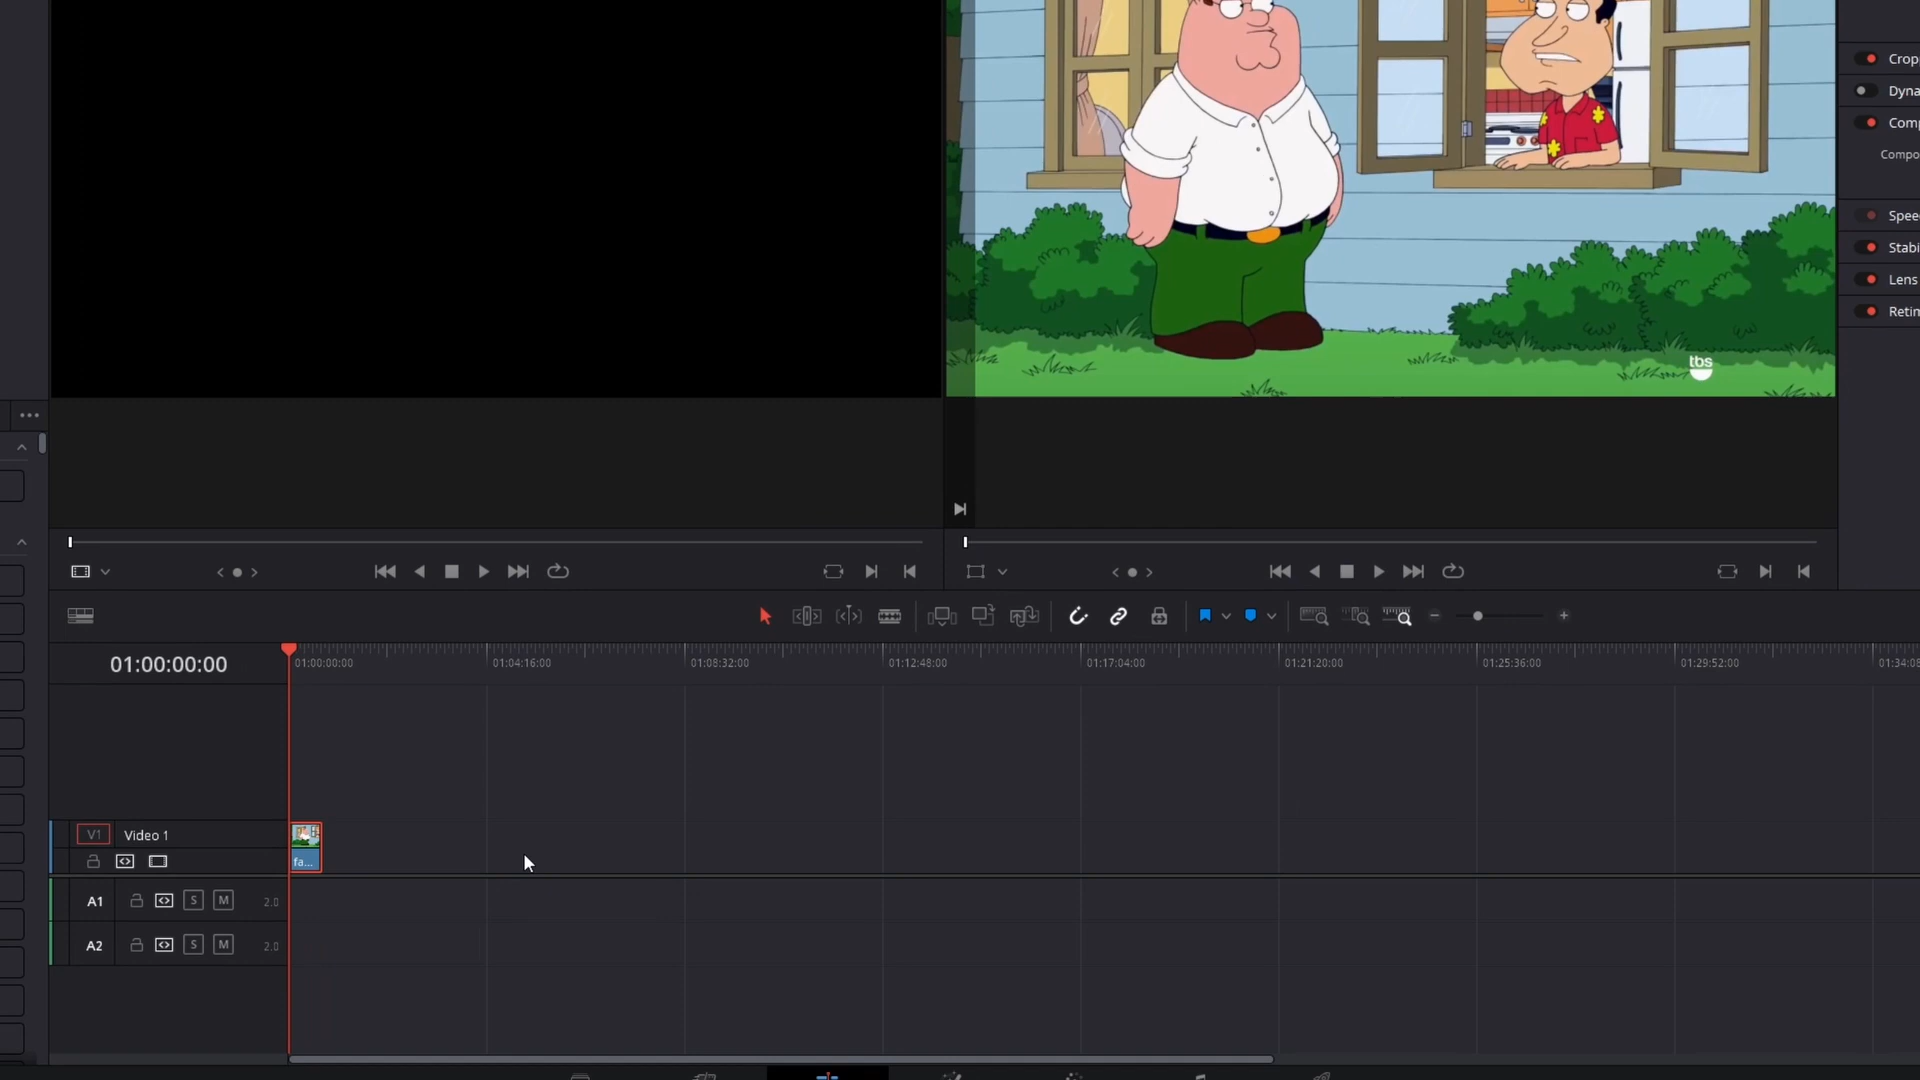 Crop
Dyna
Comp
Compo
Spee
Stabi
Lens
Retim
tbs
01:00:00:00
01:00:00:00
01:04:16:00
01:08:32:00
01:12:48:00
01:17:04:00
01:21:20:00
01:25:36:00
01:29:52:00
01:34:08
V1
Video 1
fa...
A1
S
M
2.0
A2
S
M
2.0